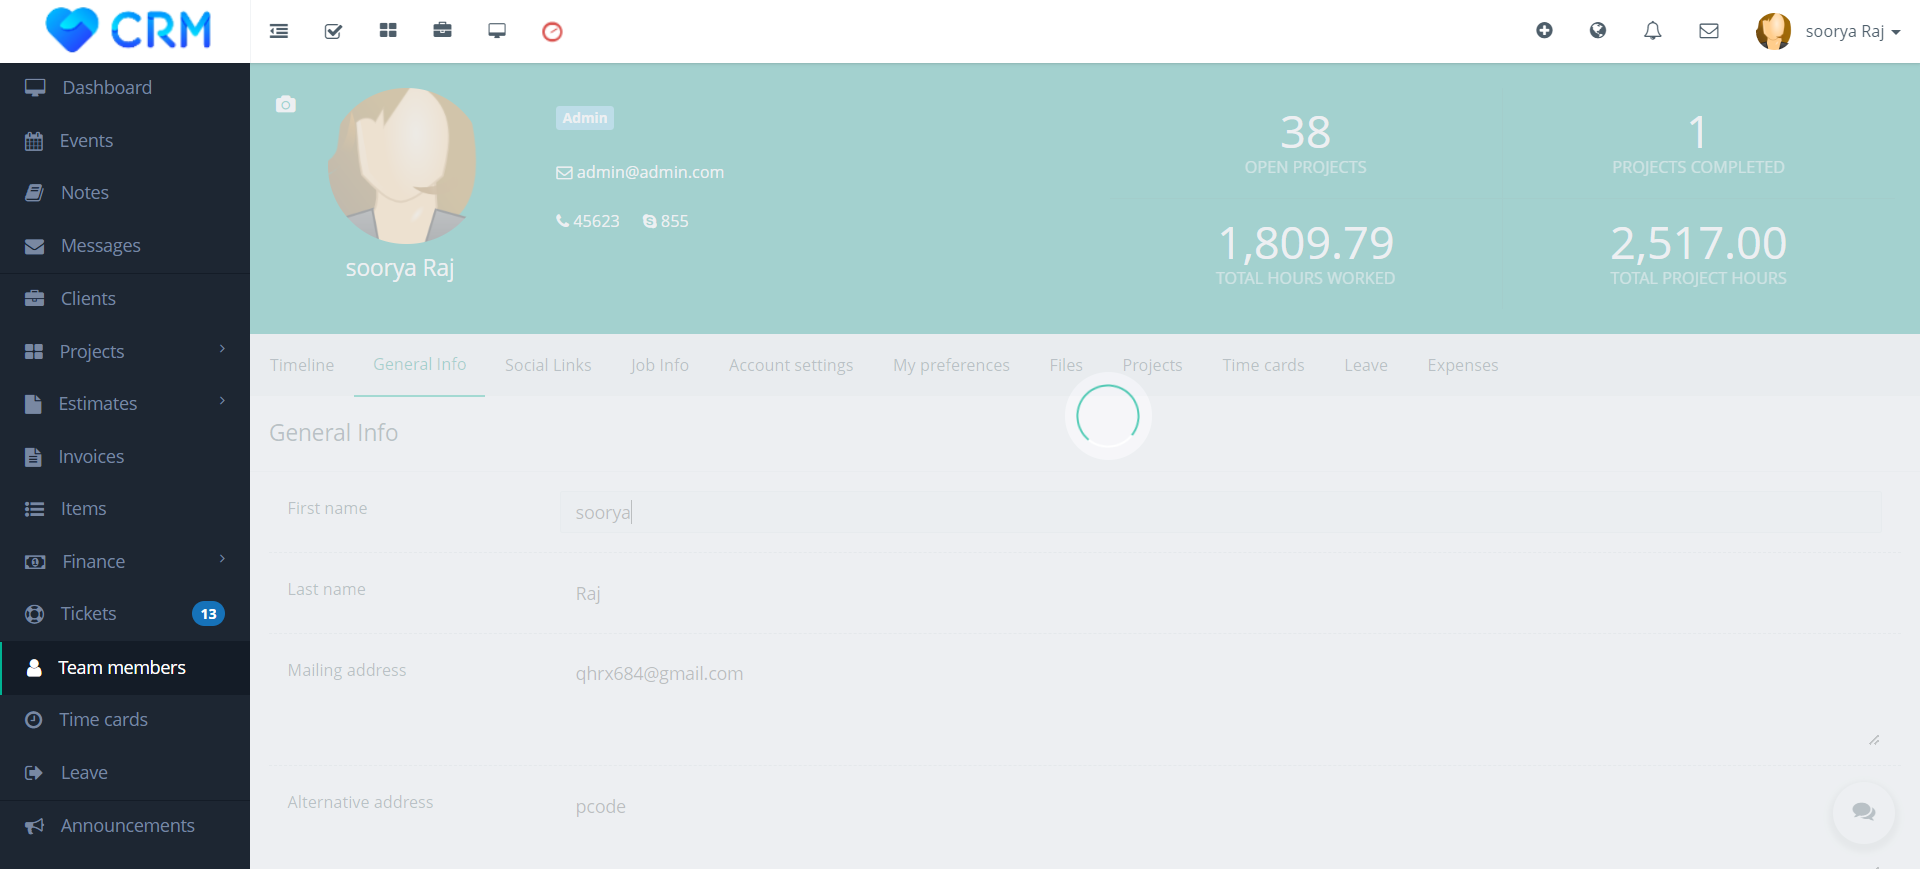 CRM
soorya Raj
Dashboard
Events
Notes
Messages
Clients
Projects
Estimates
Invoices
Items
Finance
Tickets 13
Team members
Time cards
Leave
Announcements
Admin
admin@admin.com
45623 855
soorya Raj
38
OPEN PROJECTS
1
PROJECTS COMPLETED
1,809.79
TOTAL HOURS WORKED
2,517.00
TOTAL PROJECT HOURS
Timeline General Info Social Links Job Info Account settings My preferences Files Projects Time cards Leave Expenses
General Info
First name soorya
Last name Raj
Mailing address qhrx684@gmail.com
Alternative address pcode